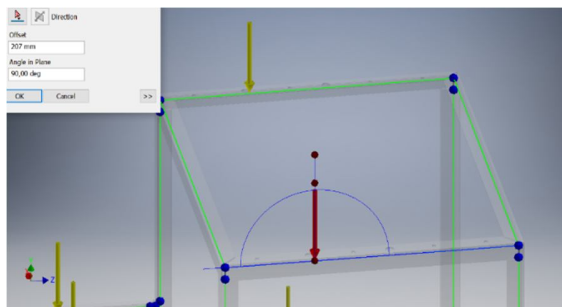 Direction
Offset
207 mm
Angle in Plane
90,00 deg
OK Cancel >>
Z